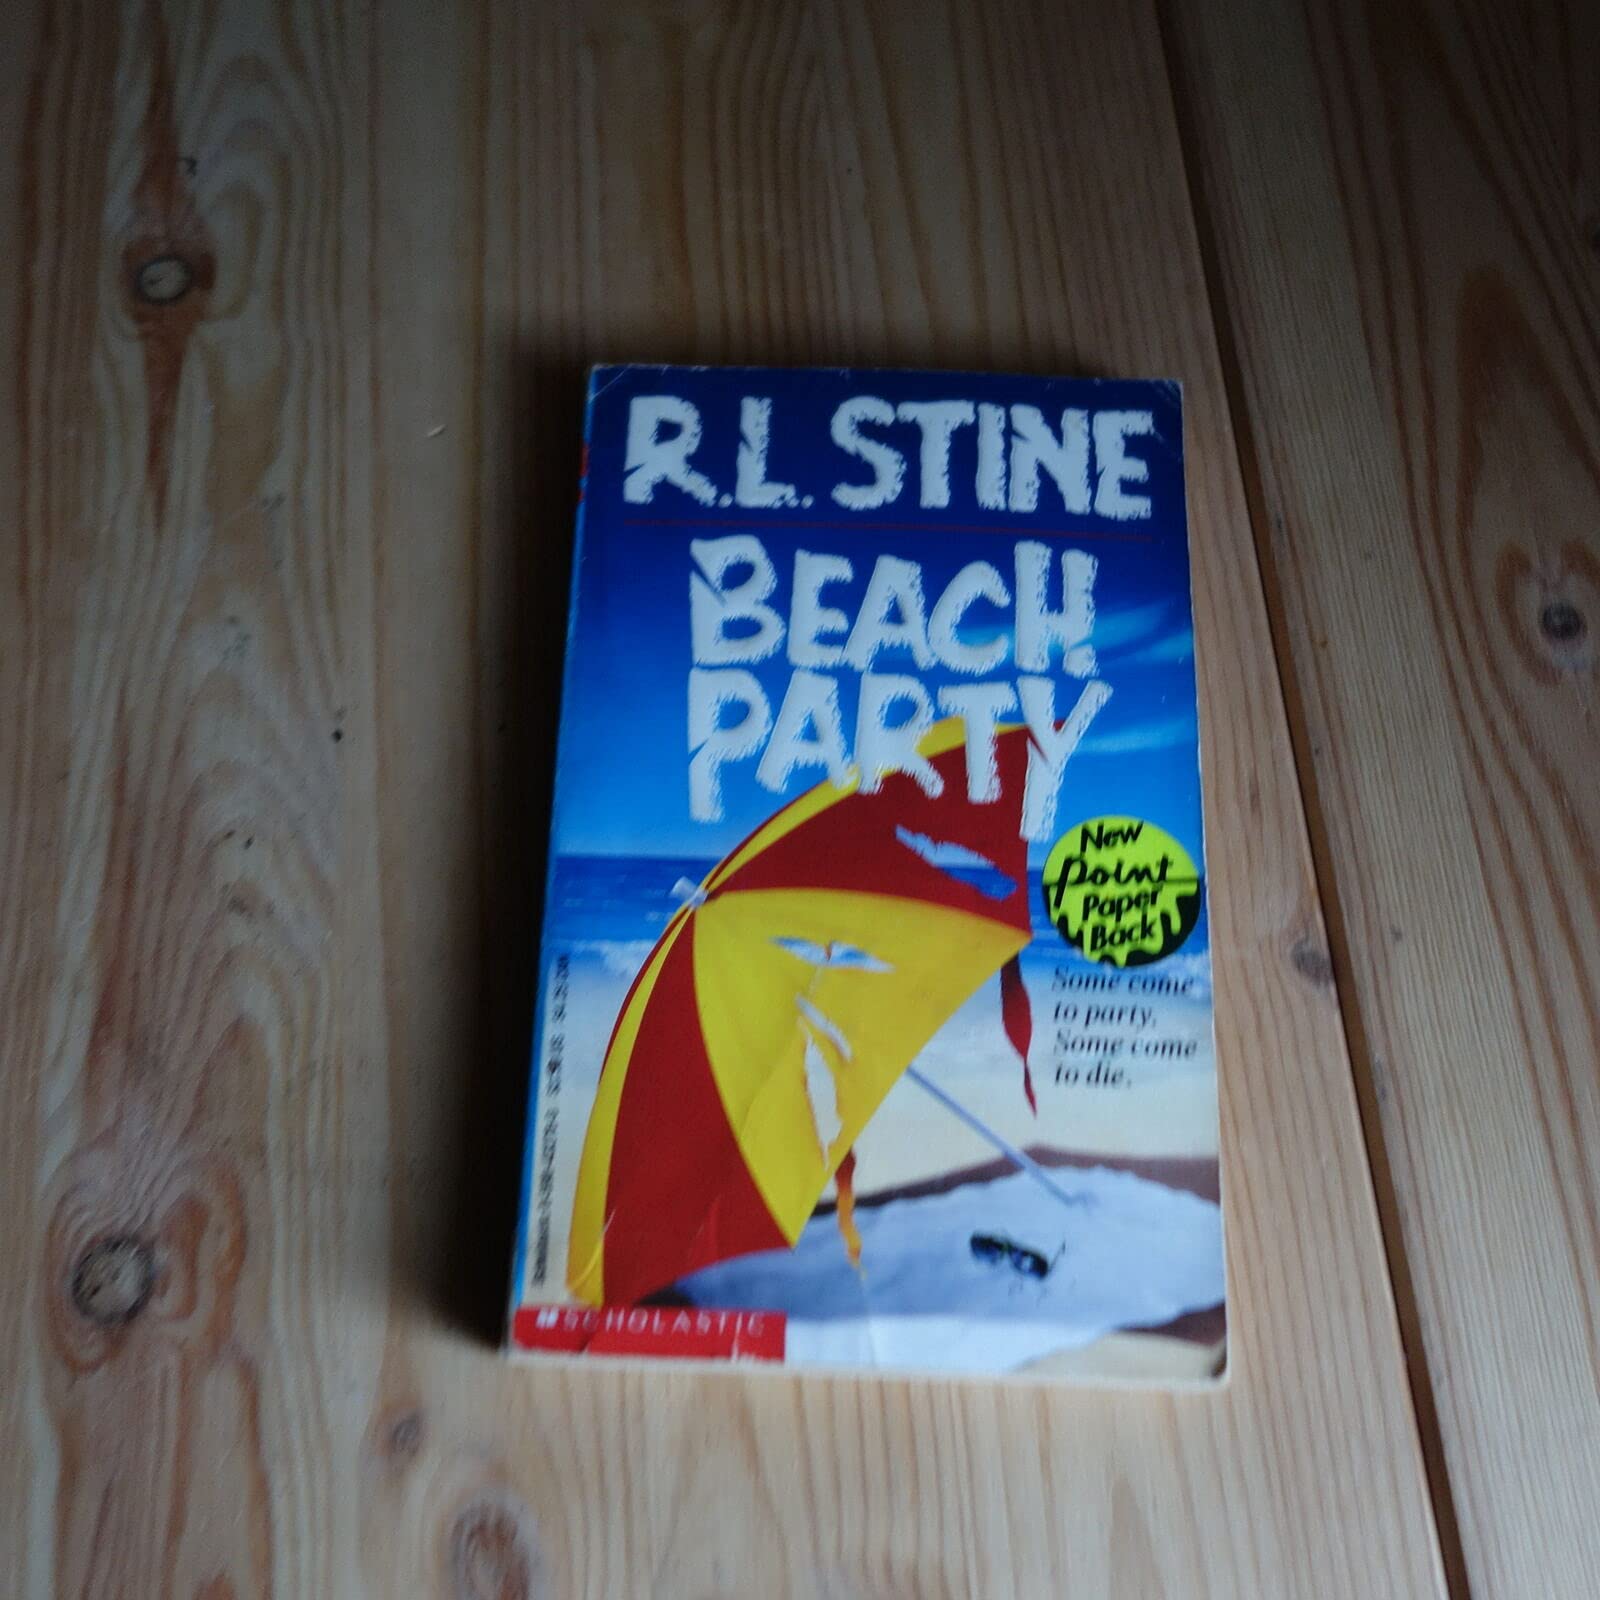 R.L. STINE
BEACH
PARTY
New
Point
Paper
Back
Some come
to party.
Some come
to die.
SCHOLASTIC